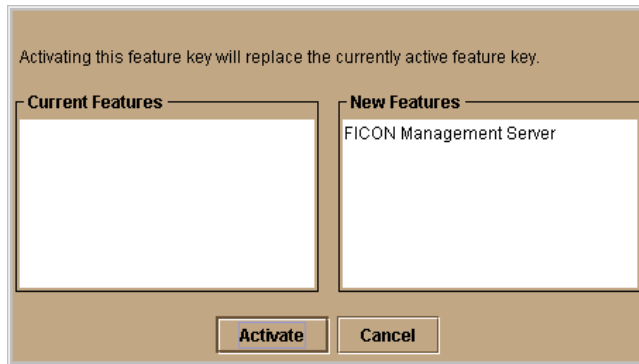 Activating this feature key will replace the currently active feature key.
Current Features
New Features
FICON Management Server
Activate
Cancel